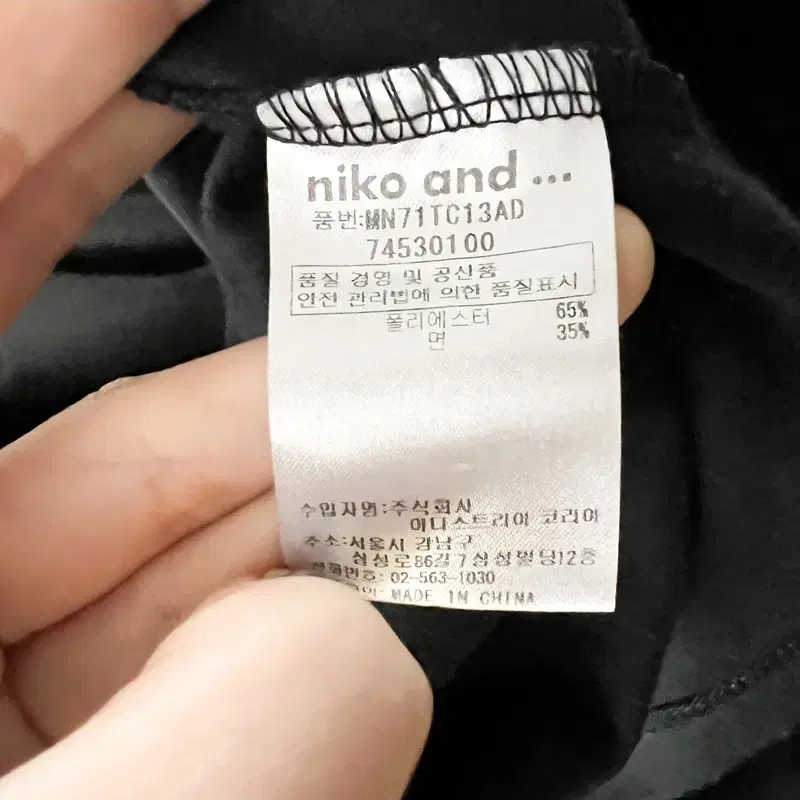 niko and ...
품번:MN71TC13AD
74530100
품질 경영 및 공산품
안전 관리법에 의한 품질표시
폴리에스터 65%
면 35%
수입자명:주식회사
아다스트리아 코리아
주소:서울시 강남구
삼성로86길 7 삼성빌딩12층
전화번호: 02-563-1030
MADE IN CHINA